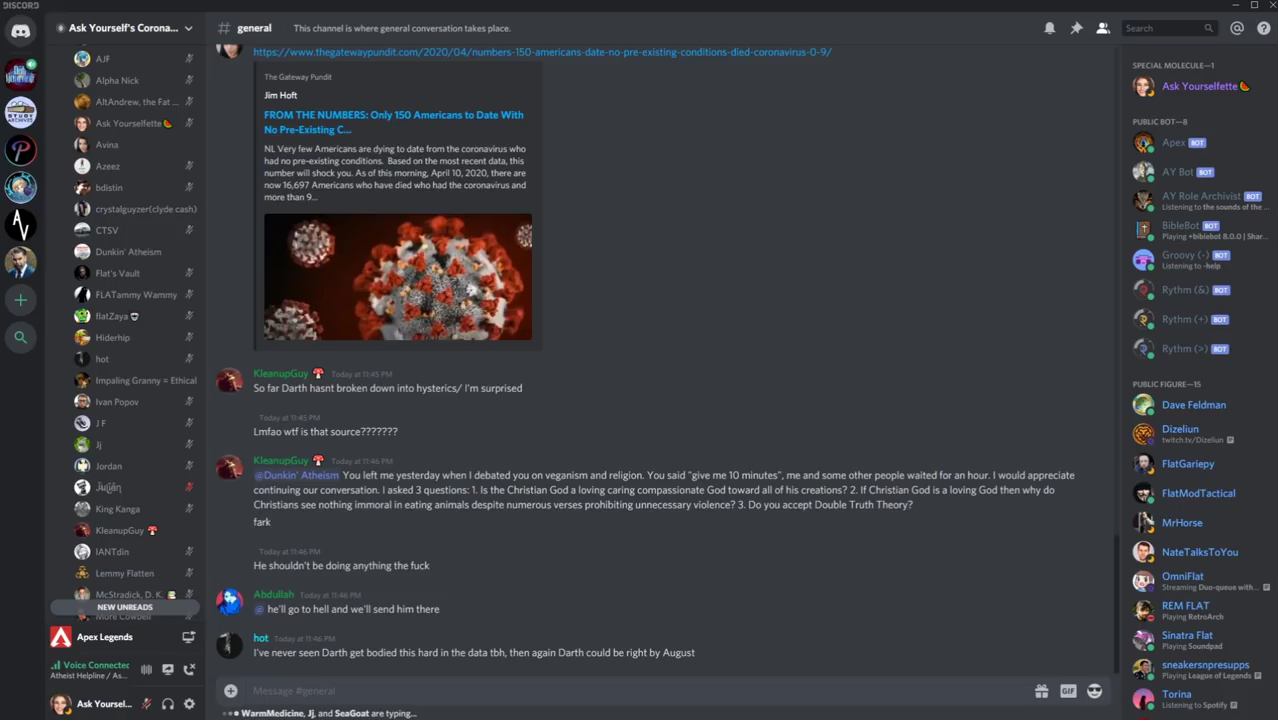 DISCORD
Ask Yourself's Corona...
# general
This channel is where general conversation takes place.
Search
AJF
Alpha Nick
AltAndrew, the Fat ...
Ask Yourselfette
Avina
Azeez
bdistin
crystalguyzer(clyde cash)
CTSV
Dunkin' Atheism
Flat's Vault
FLATammy Wammy
flatZaya
Hiderhip
hot
Impaling Granny = Ethical
Ivan Popov
J F
Jj
Jordan
King Kanga
KleanupGuy
lANTdin
Lemmy Flatten
McStradick, D. K.
More Cowbell
NEW UNREADS
Apex Legends
Voice Connected
Atheist Helpline / As...
Ask Yoursel...
https://www.thegatewaypundit.com/2020/04/numbers-150-americans-date-no-pre-existing-conditions-died-coronavirus-0-9/
The Gateway Pundit
Jim Hoft
FROM THE NUMBERS: Only 150 Americans to Date With
No Pre-Existing C...
NL Very few Americans are dying to date from the coronavirus who
had no pre-existing conditions. Based on the most recent data, this
number will shock you. As of this morning, April 10, 2020, there are
now 16,697 Americans who have died who had the coronavirus and
more than 9...
KleanupGuy Today at 11:45 PM
So far Darth hasnt broken down into hysterics/ I'm surprised
Today at 11:45 PM
Lmfao wtf is that source???????
KleanupGuy Today at 11:46 PM
@Dunkin' Atheism You left me yesterday when I debated you on veganism and religion. You said "give me 10 minutes", me and some other people waited for an hour. I would appreciate
continuing our conversation. I asked 3 questions: 1. Is the Christian God a loving caring compassionate God toward all of his creations? 2. If Christian God is a loving God then why do
Christians see nothing immoral in eating animals despite numerous verses prohibiting unnecessary violence? 3. Do you accept Double Truth Theory?
fark
Today at 11:46 PM
He shouldn't be doing anything the fuck
Abdullah Today at 11:46 PM
@ he'll go to hell and we'll send him there
hot Today at 11:46 PM
I've never seen Darth get bodied this hard in the data tbh, then again Darth could be right by August
Message #general
GIF
WarmMedicine, Jj, and SeaGoat are typing...
SPECIAL MOLECULE—1
Ask Yourselfette
PUBLIC BOT—8
Apex BOT
AY Bot BOT
AY Role Archivist BOT
Listening to the sounds of the ...
BibleBot BOT
Playing +biblebot 8.0.0 | Shar...
Groovy (-) BOT
Listening to -help
Rythm (&) BOT
Rythm (+) BOT
Rythm (>) BOT
PUBLIC FIGURE—15
Dave Feldman
Dizeliun
twitch.tv/Dizeliun
FlatGariepy
FlatModTactical
MrHorse
NateTalksToYou
OmniFlat
Streaming Duo-queue with...
REM FLAT
Playing RetroArch
Sinatra Flat
Playing Soundpad
sneakersnpresupps
Playing League of Legends
Torina
Listening to Spotify